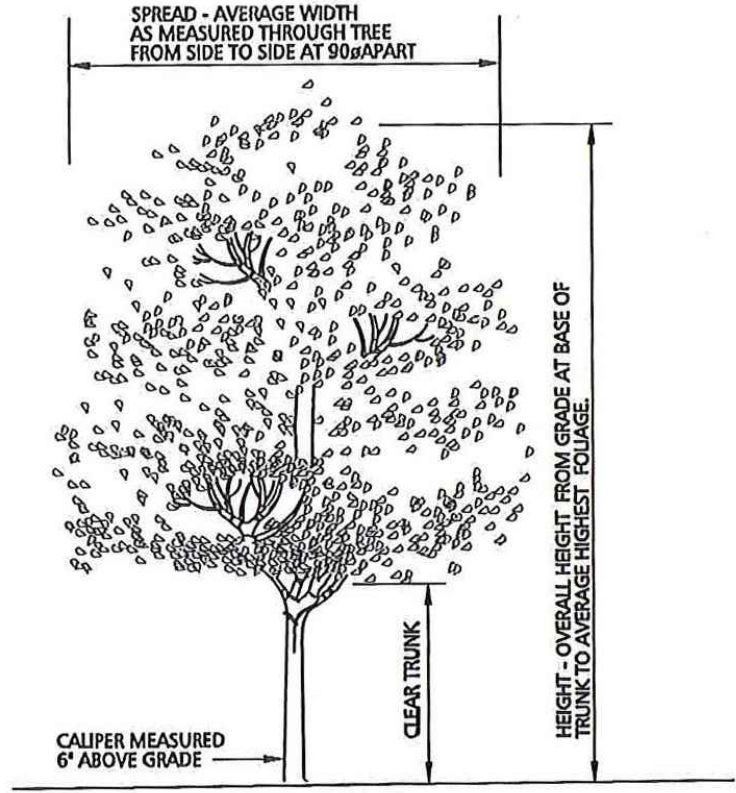 SPREAD - AVERAGE WIDTH
AS MEASURED THROUGH TREE
FROM SIDE TO SIDE AT 90øAPART
HEIGHT - OVERALL HEIGHT FROM GRADE AT BASE OF
TRUNK TO AVERAGE HIGHEST FOLIAGE.
CLEAR TRUNK
CALIPER MEASURED
6" ABOVE GRADE